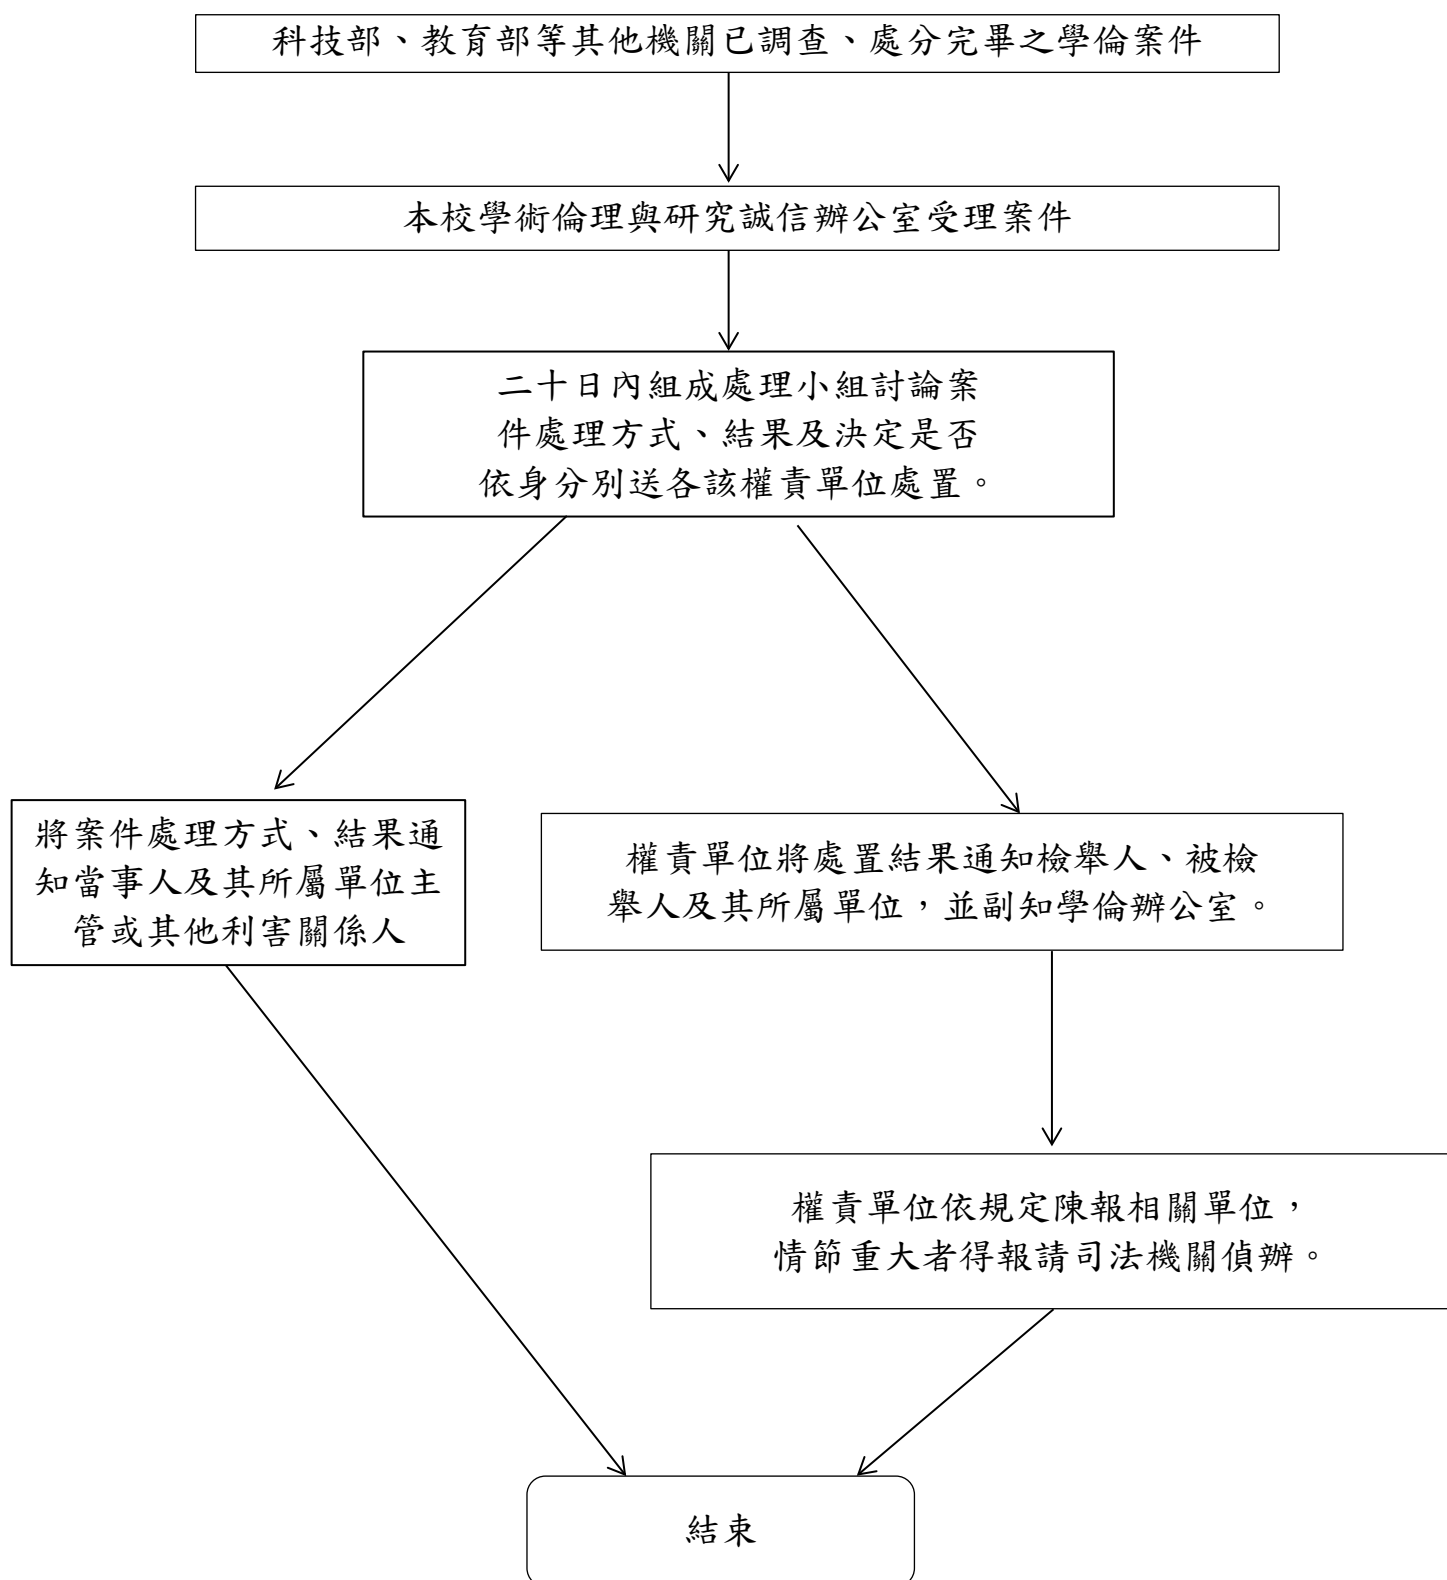 科技部、教育部等其他機關已調查、處分完畢之學倫案件
本校學術倫理與研究誠信辦公室受理案件
二十日內組成處理小組討論案
件處理方式、結果及決定是否
依身分別送各該權責單位處置。
將案件處理方式、結果通
知當事人及其所屬單位主
管或其他利害關係人
權責單位將處置結果通知檢舉人、被檢
舉人及其所屬單位，並副知學倫辦公室。
權責單位依規定陳報相關單位，
情節重大者得報請司法機關偵辦。
結束